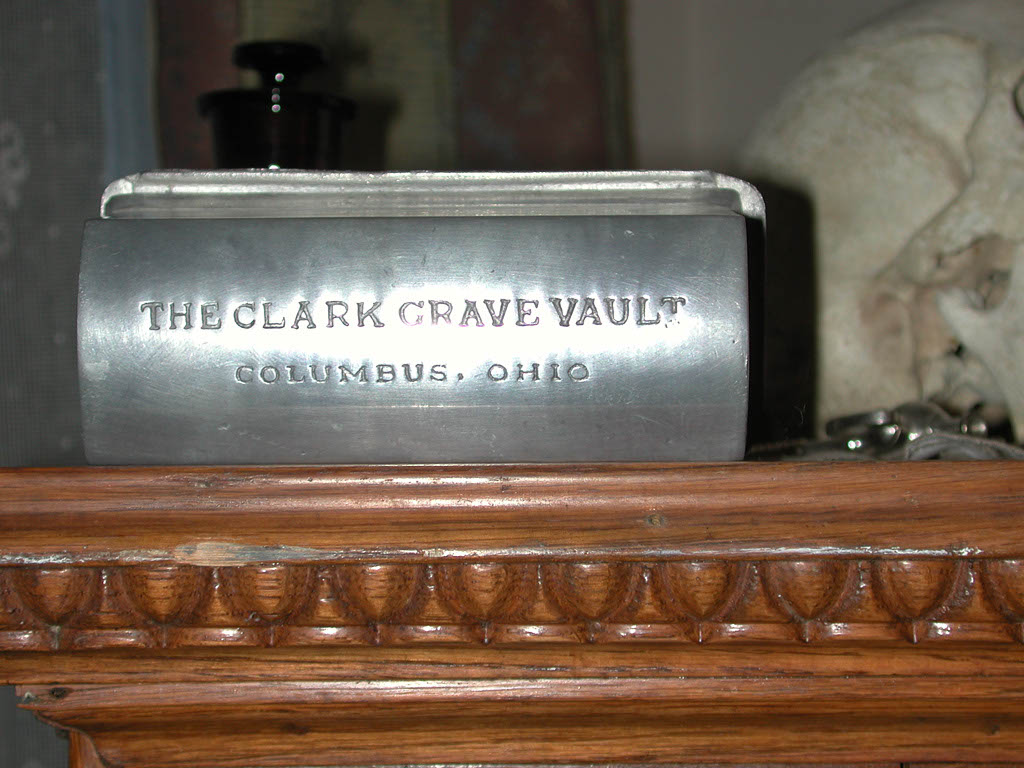 THE CLARK GRAVE VAULT
COLUMBUS, OHIO